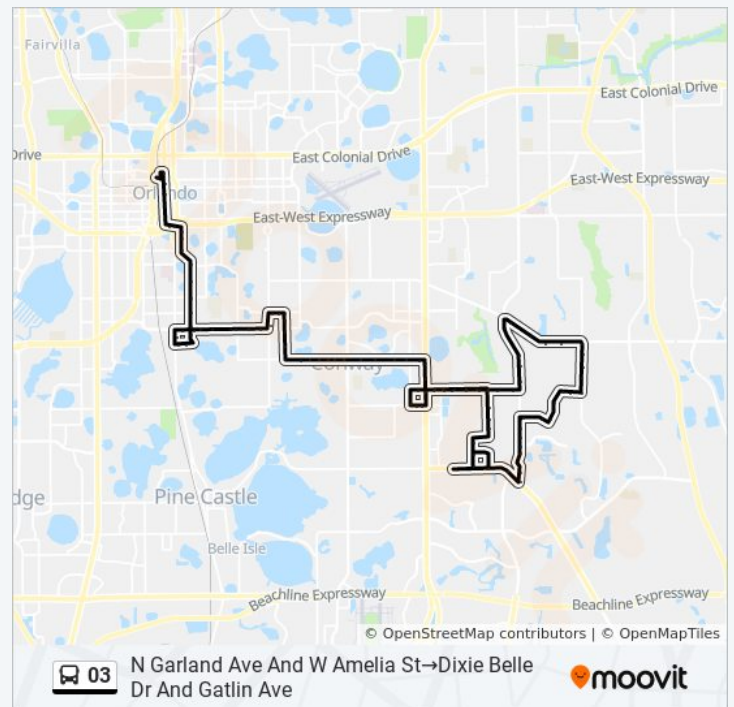 Fairvilla
East Colonial Drive
Drive
East Colonial Drive
East-West Expressway
Orlando
East-West Expressway
Conway
dge
Pine Castle
Belle Isle
Beachline Expressway
Beachline Expressway
© OpenStreetMap contributors | © OpenMapTiles
03
N Garland Ave And W Amelia St→Dixie Belle
Dr And Gatlin Ave
moovit